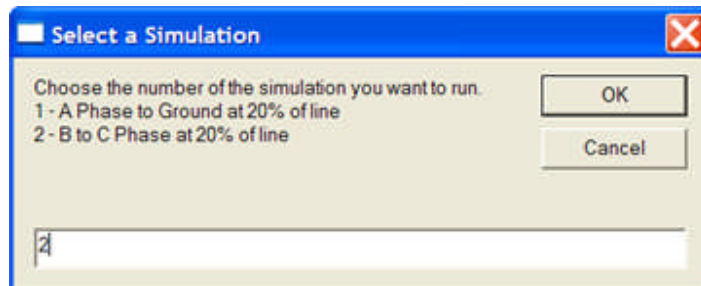 Select a Simulation
Choose the number of the simulation you want to run.
1 - A Phase to Ground at 20% of line
2 - B to C Phase at 20% of line
OK
Cancel
2